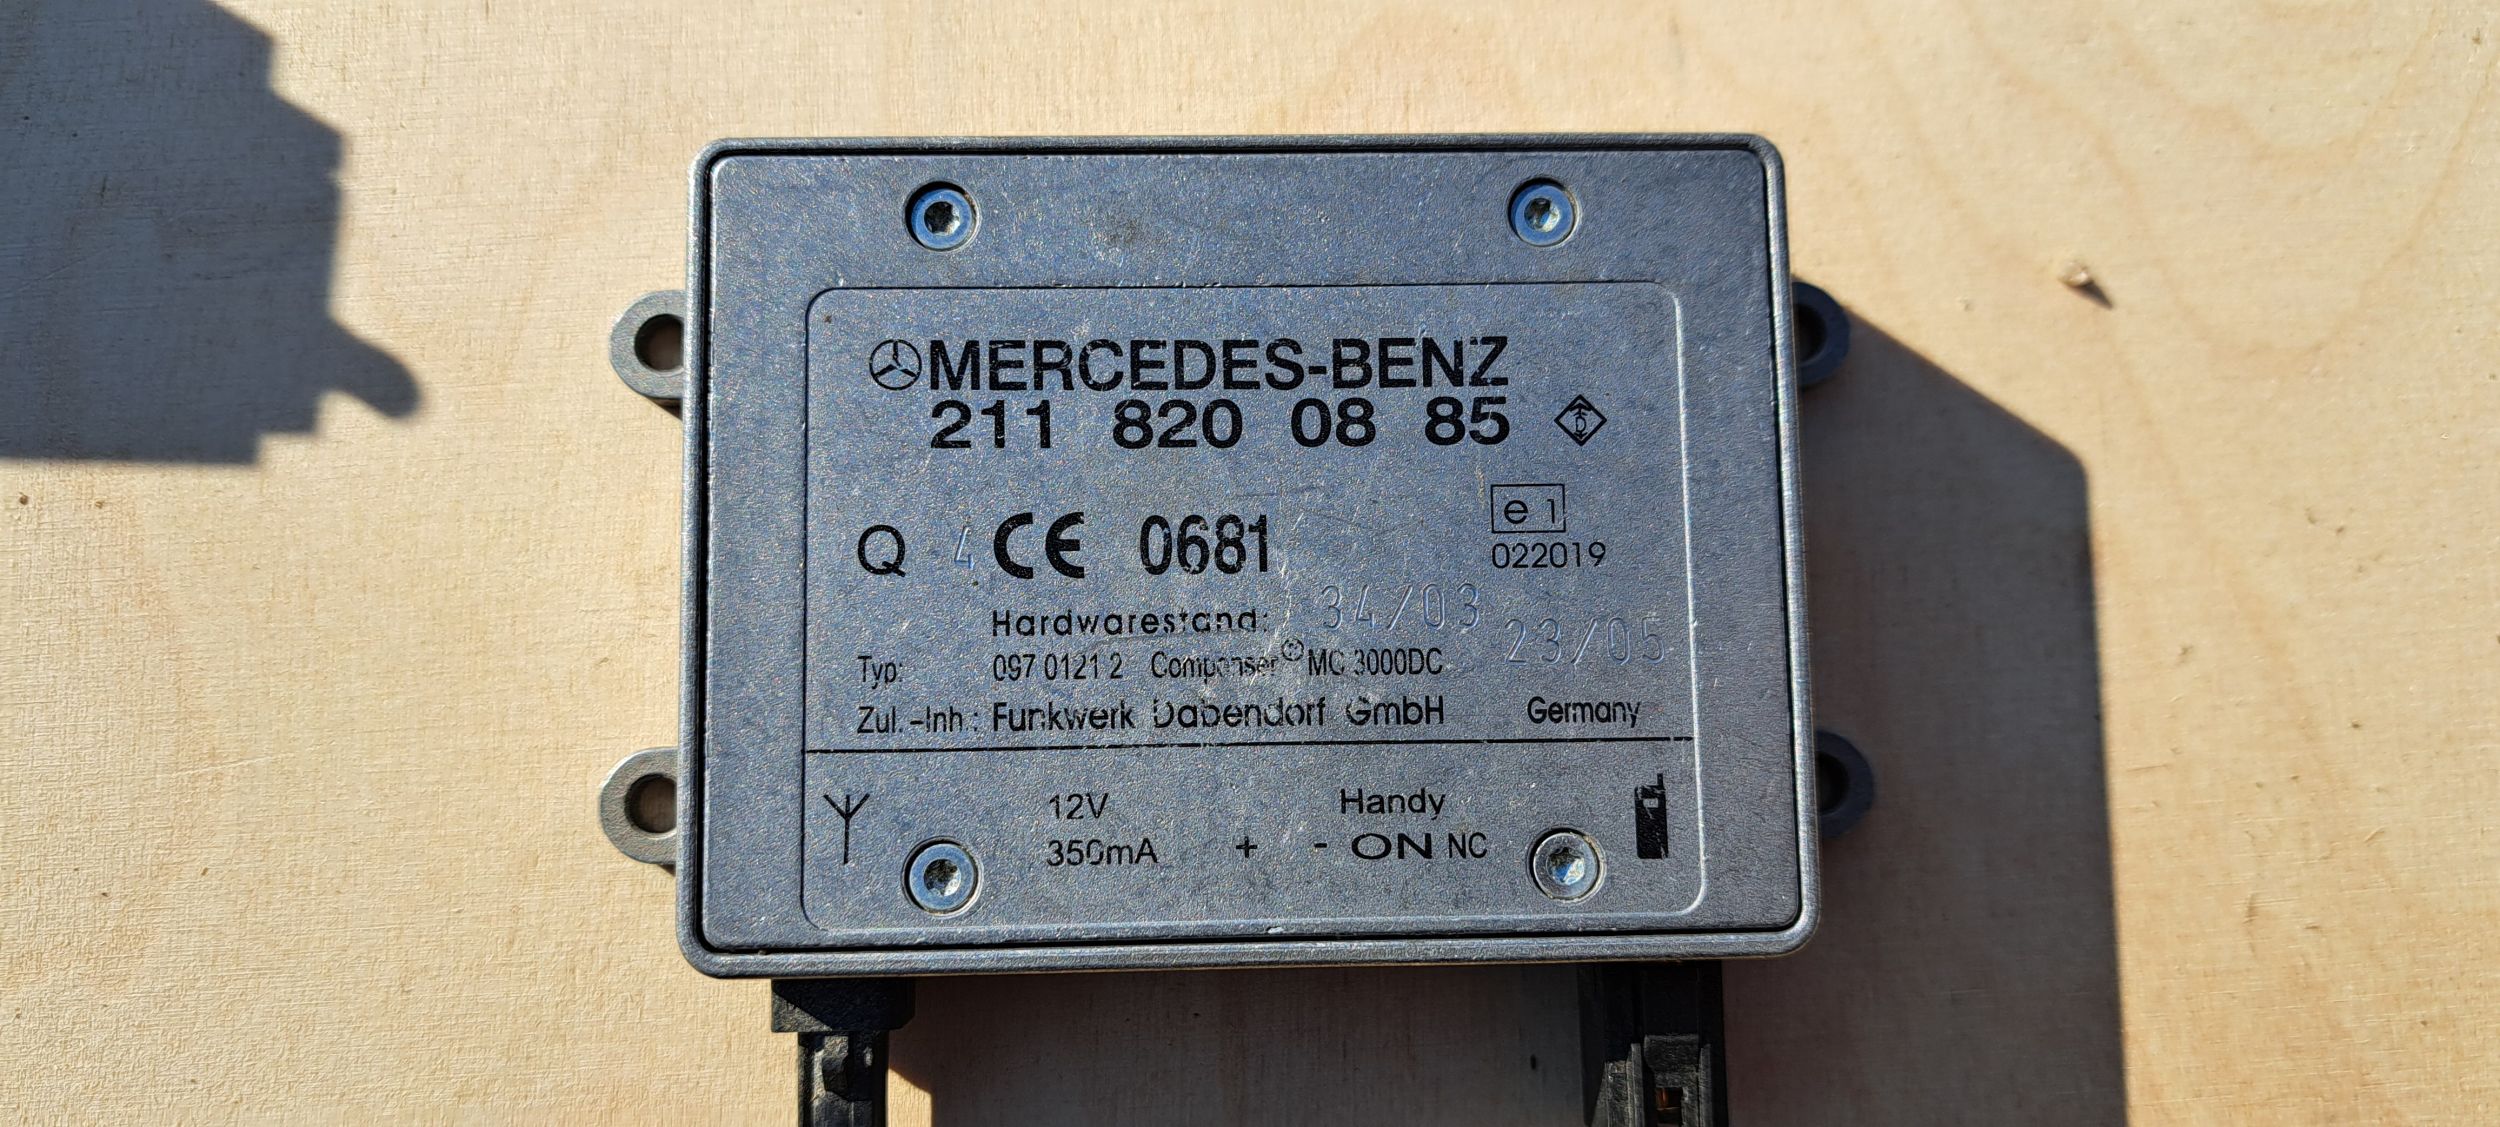 MERCEDES-BENZ
211 820 08 85
e 1
022019
Q 4 CE 0681
Hardwarestand: 34/03
23/05
Typ: 097 0121 2 Compenser MC 3000DC
Zul.-Inh.: Funkwerk Dabendorf GmbH Germany
12V Handy
350mA + - ON NC